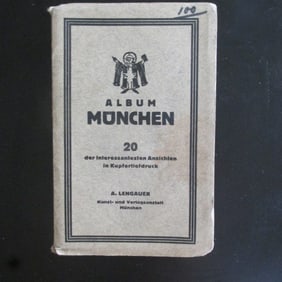 100
ALBUM
MÜNCHEN
20
der interessantesten Ansichten
in Kupfertiefdruck
A. LENGAUER
Kunst- und Verlagsanstalt
München